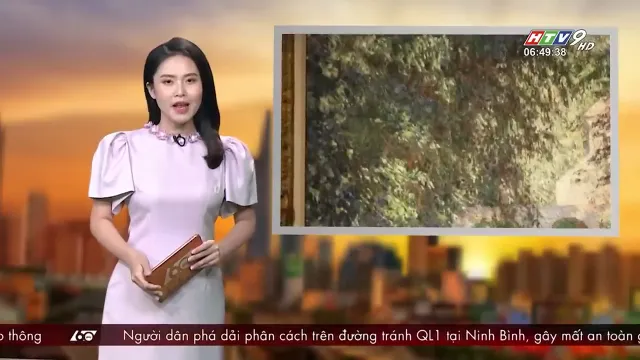 HTV9 HD
06:49:38
o thông 60 Người dân phá dải phân cách trên đường tránh QL1 tại Ninh Bình, gây mất an toàn